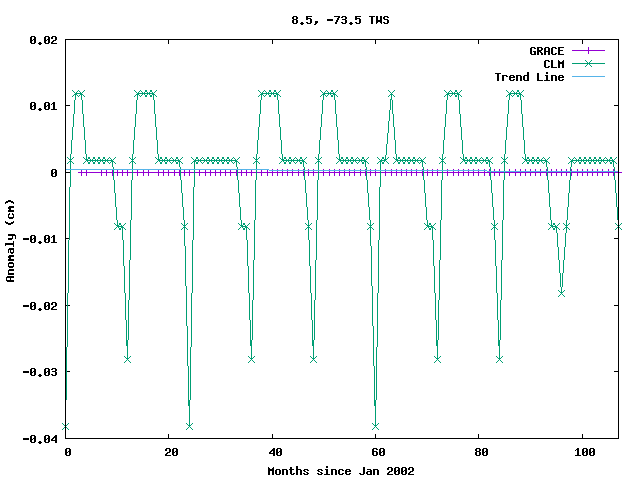 8.5, -73.5 TWS
GRACE
CLM
Trend Line
0.02
0.01
0
-0.01
-0.02
-0.03
-0.04
Anomaly (cm)
0 20 40 60 80 100
Months since Jan 2002